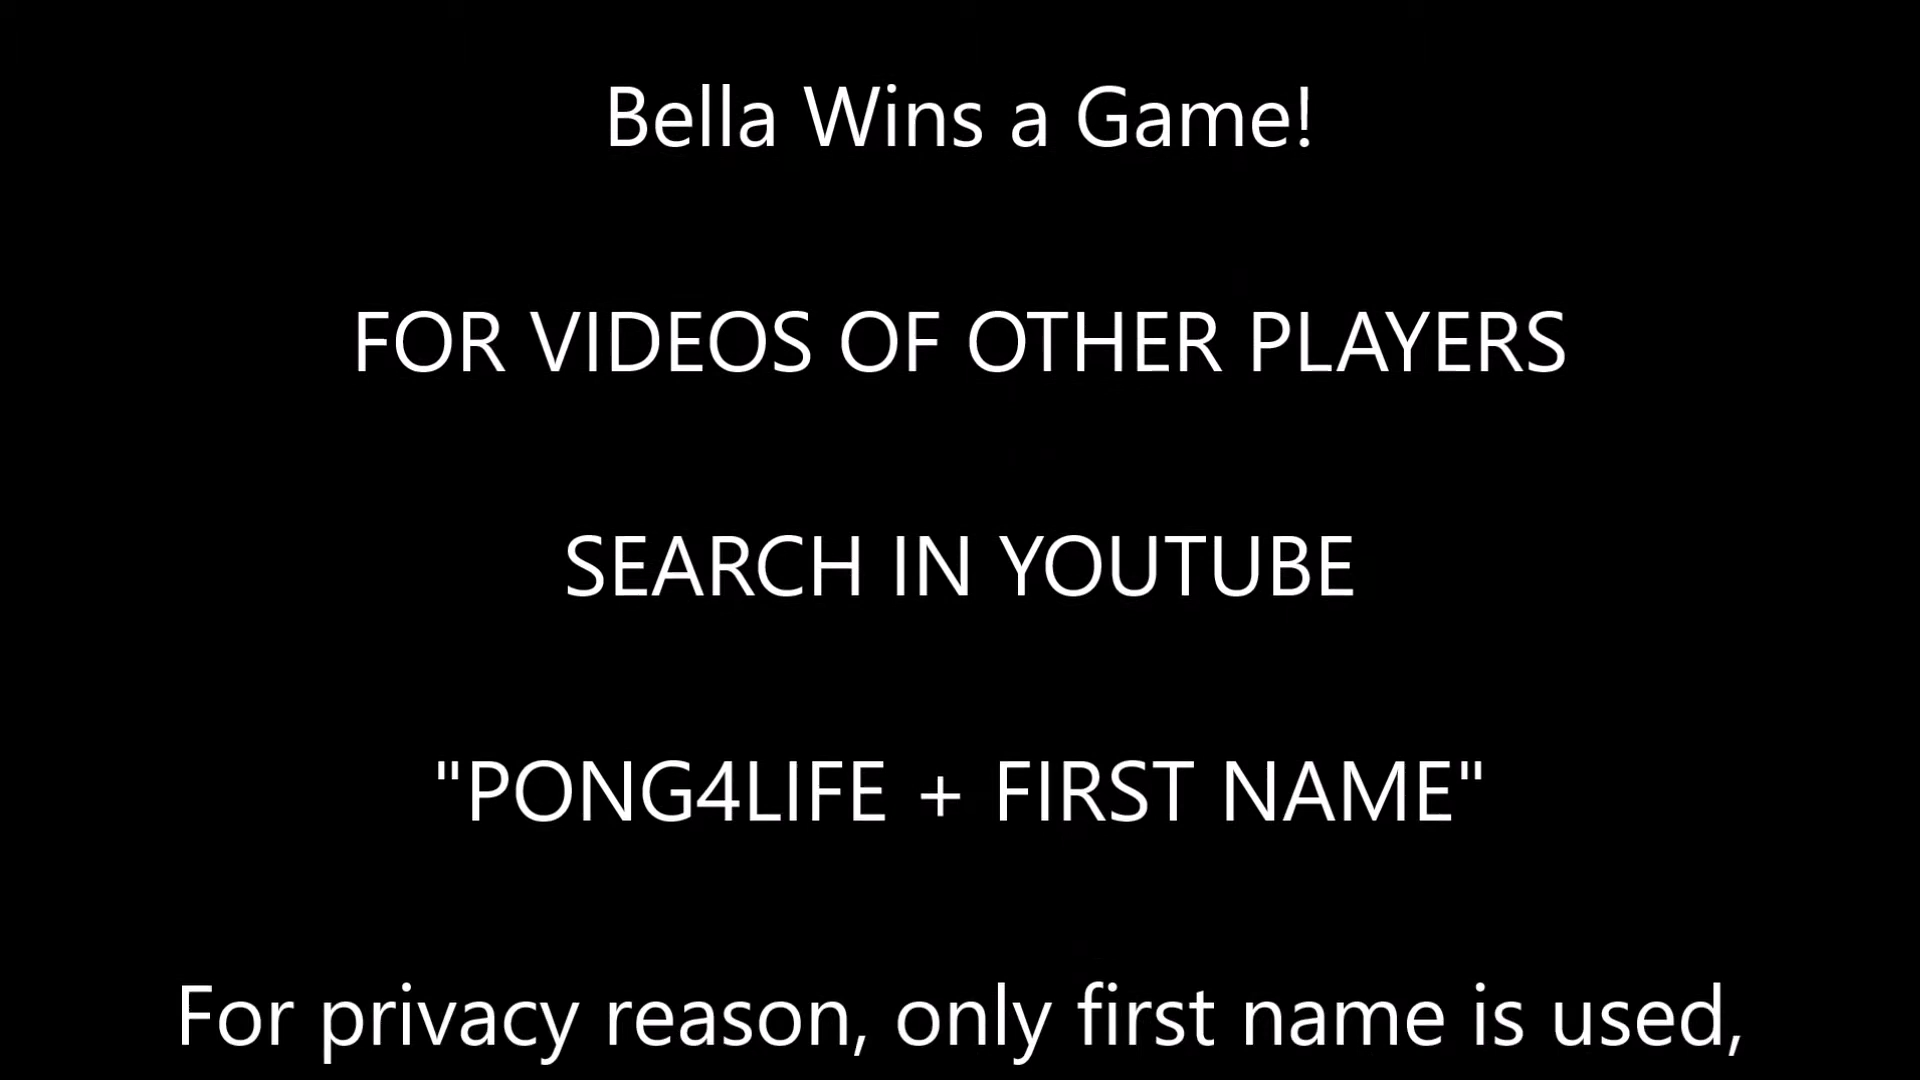 Bella Wins a Game!
FOR VIDEOS OF OTHER PLAYERS
SEARCH IN YOUTUBE
"PONG4LIFE + FIRST NAME"
For privacy reason, only first name is used,